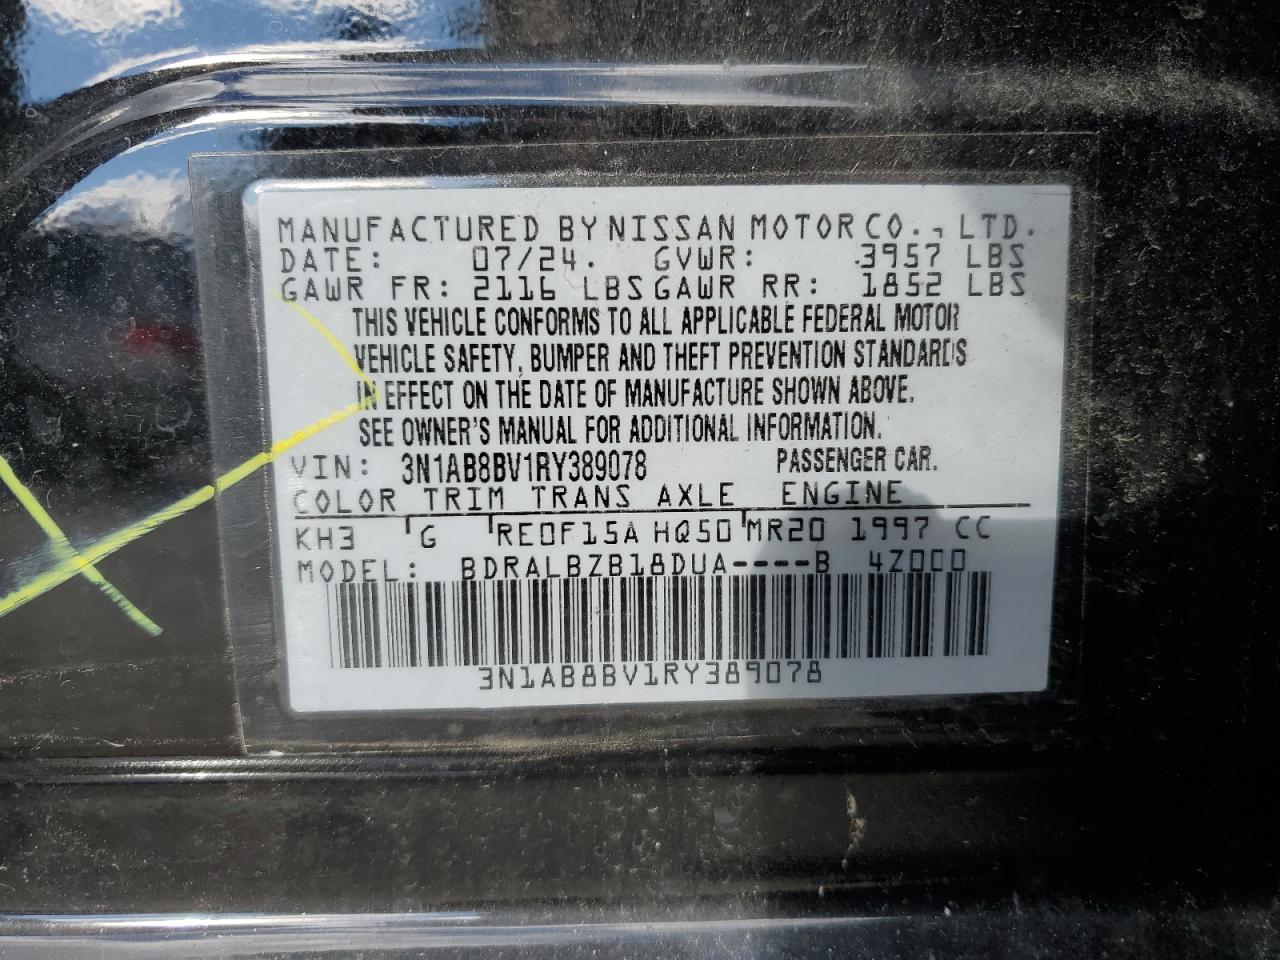 MANUFACTURED BY NISSAN MOTOR CO., LTD.
DATE: 07/24. GVWR: 3957 LBS
GAWR FR: 2116 LBS GAWR RR: 1852 LBS
THIS VEHICLE CONFORMS TO ALL APPLICABLE FEDERAL MOTOR
VEHICLE SAFETY, BUMPER AND THEFT PREVENTION STANDARDS
IN EFFECT ON THE DATE OF MANUFACTURE SHOWN ABOVE.
SEE OWNER'S MANUAL FOR ADDITIONAL INFORMATION.
VIN: 3N1AB8BV1RY389078 PASSENGER CAR.
COLOR TRIM TRANS AXLE ENGINE
KH3 G RE0F15A HQ50 MR20 1997 CC
MODEL: BDRALBZB18DUA----B 4Z000
3N1AB8BV1RY389078